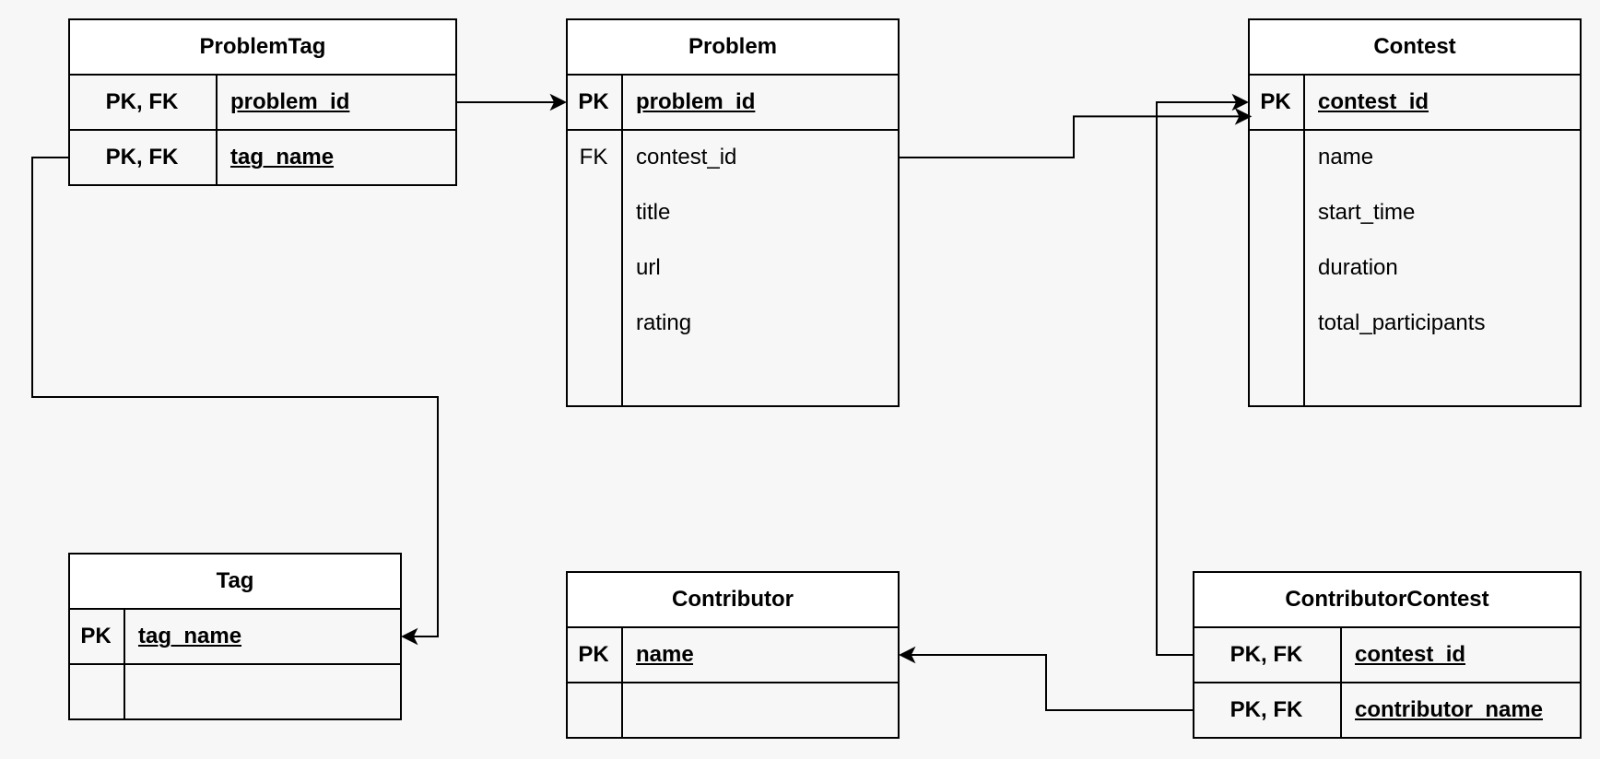 ProblemTag
PK, FK problem_id
PK, FK tag_name
Problem
PK problem_id
FK contest_id
title
url
rating
Contest
PK contest_id
name
start_time
duration
total_participants
Tag
PK tag_name
Contributor
PK name
ContributorContest
PK, FK contest_id
PK, FK contributor_name